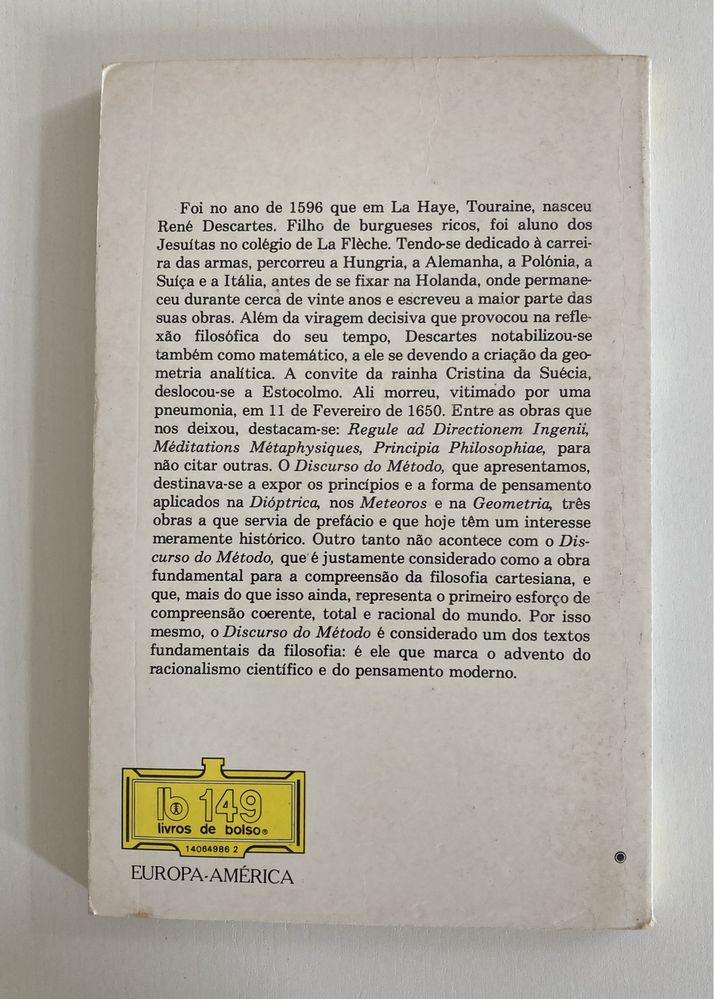 Foi no ano de 1596 que em La Haye, Touraine, nasceu
René Descartes. Filho de burgueses ricos, foi aluno dos
Jesuítas no colégio de La Flèche. Tendo-se dedicado à carrei-
ra das armas, percorreu a Hungria, a Alemanha, a Polónia, a
Suíça e a Itália, antes de se fixar na Holanda, onde permane-
ceu durante cerca de vinte anos e escreveu a maior parte das
suas obras. Além da viragem decisiva que provocou na refle-
xão filosófica do seu tempo, Descartes notabilizou-se
também como matemático, a ele se devendo a criação da geo-
metria analítica. A convite da rainha Cristina da Suécia,
deslocou-se a Estocolmo. Ali morreu, vitimado por uma
pneumonia, em 11 de Fevereiro de 1650. Entre as obras que
nos deixou, destacam-se: Regule ad Directionem Ingenii,
Méditations Métaphysiques, Principia Philosophiae, para
não citar outras. O Discurso do Método, que apresentamos,
destinava-se a expor os princípios e a forma de pensamento
aplicados na Dióptrica, nos Meteoros e na Geometria, três
obras a que servia de prefácio e que hoje têm um interesse
meramente histórico. Outro tanto não acontece com o Dis-
curso do Método, que é justamente considerado como a obra
fundamental para a compreensão da filosofia cartesiana, e
que, mais do que isso ainda, representa o primeiro esforço de
compreensão coerente, total e racional do mundo. Por isso
mesmo, o Discurso do Método é considerado um dos textos
fundamentais da filosofia: é ele que marca o advento do
racionalismo científico e do pensamento moderno.
lb 149
livros de bolso®
14064986 2
EUROPA-AMÉRICA